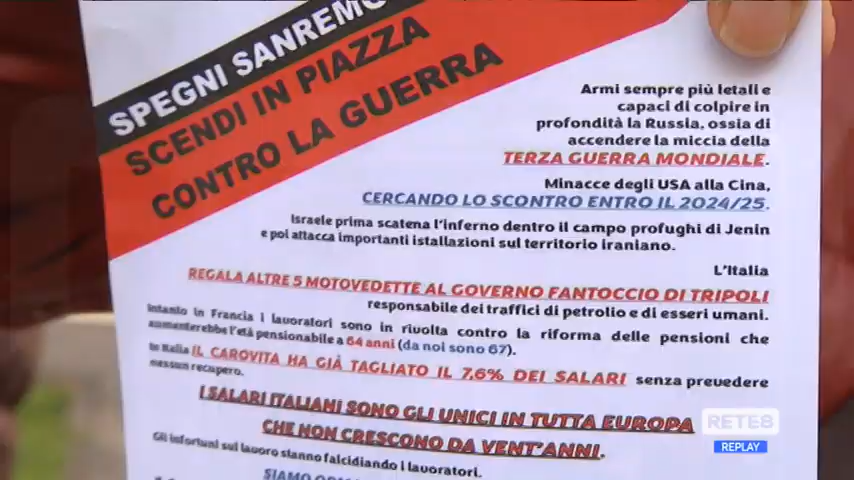 SPEGNI SANREMO
SCENDI IN PIAZZA
CONTRO LA GUERRA
Armi sempre più letali e
capaci di colpire in
profondità la Russia, ossia di
accendere la miccia della
TERZA GUERRA MONDIALE.
Minacce degli USA alla Cina,
CERCANDO LO SCONTRO ENTRO IL 2024/25.
Israele prima scatena l'inferno dentro il campo profughi di Jenin
e poi attacca importanti istallazioni sul territorio iraniano.
L'Italia
REGALA ALTRE 5 MOTOVEDETTE AL GOVERNO FANTOCCIO DI TRIPOLI
responsabile dei traffici di petrolio e di esseri umani.
Intanto in Francia i lavoratori sono in rivolta contro la riforma delle pensioni che
aumenterebbe l'età pensionabile a 64 anni (da noi sono 67).
In Italia IL CAROVITA HA GIÀ TAGLIATO IL 7,6% DEI SALARI senza prevedere
nessun recupero.
I SALARI ITALIANI SONO GLI UNICI IN TUTTA EUROPA
CHE NON CRESCONO DA VENT'ANNI.
Gli infortuni sul lavoro stanno falcidiando i lavoratori.
SIAMO
RETE8
REPLAY